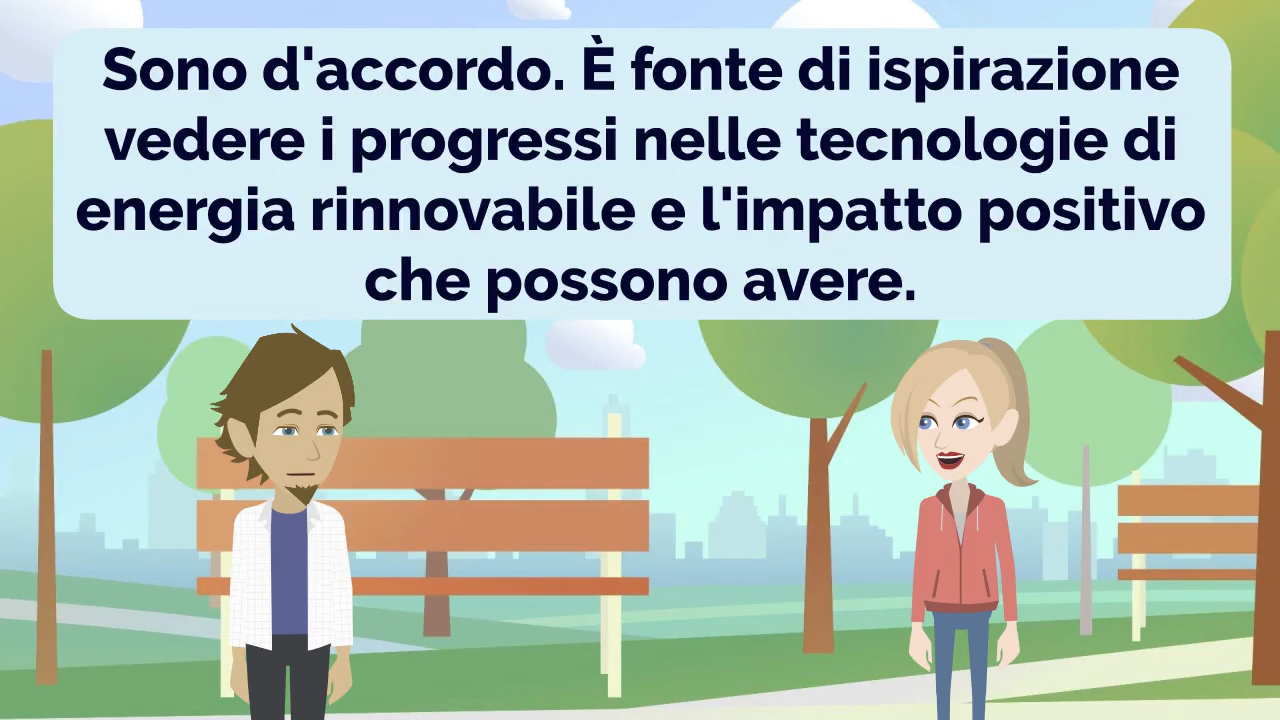 Sono d'accordo. È fonte di ispirazione
vedere i progressi nelle tecnologie di
energia rinnovabile e l'impatto positivo
che possono avere.